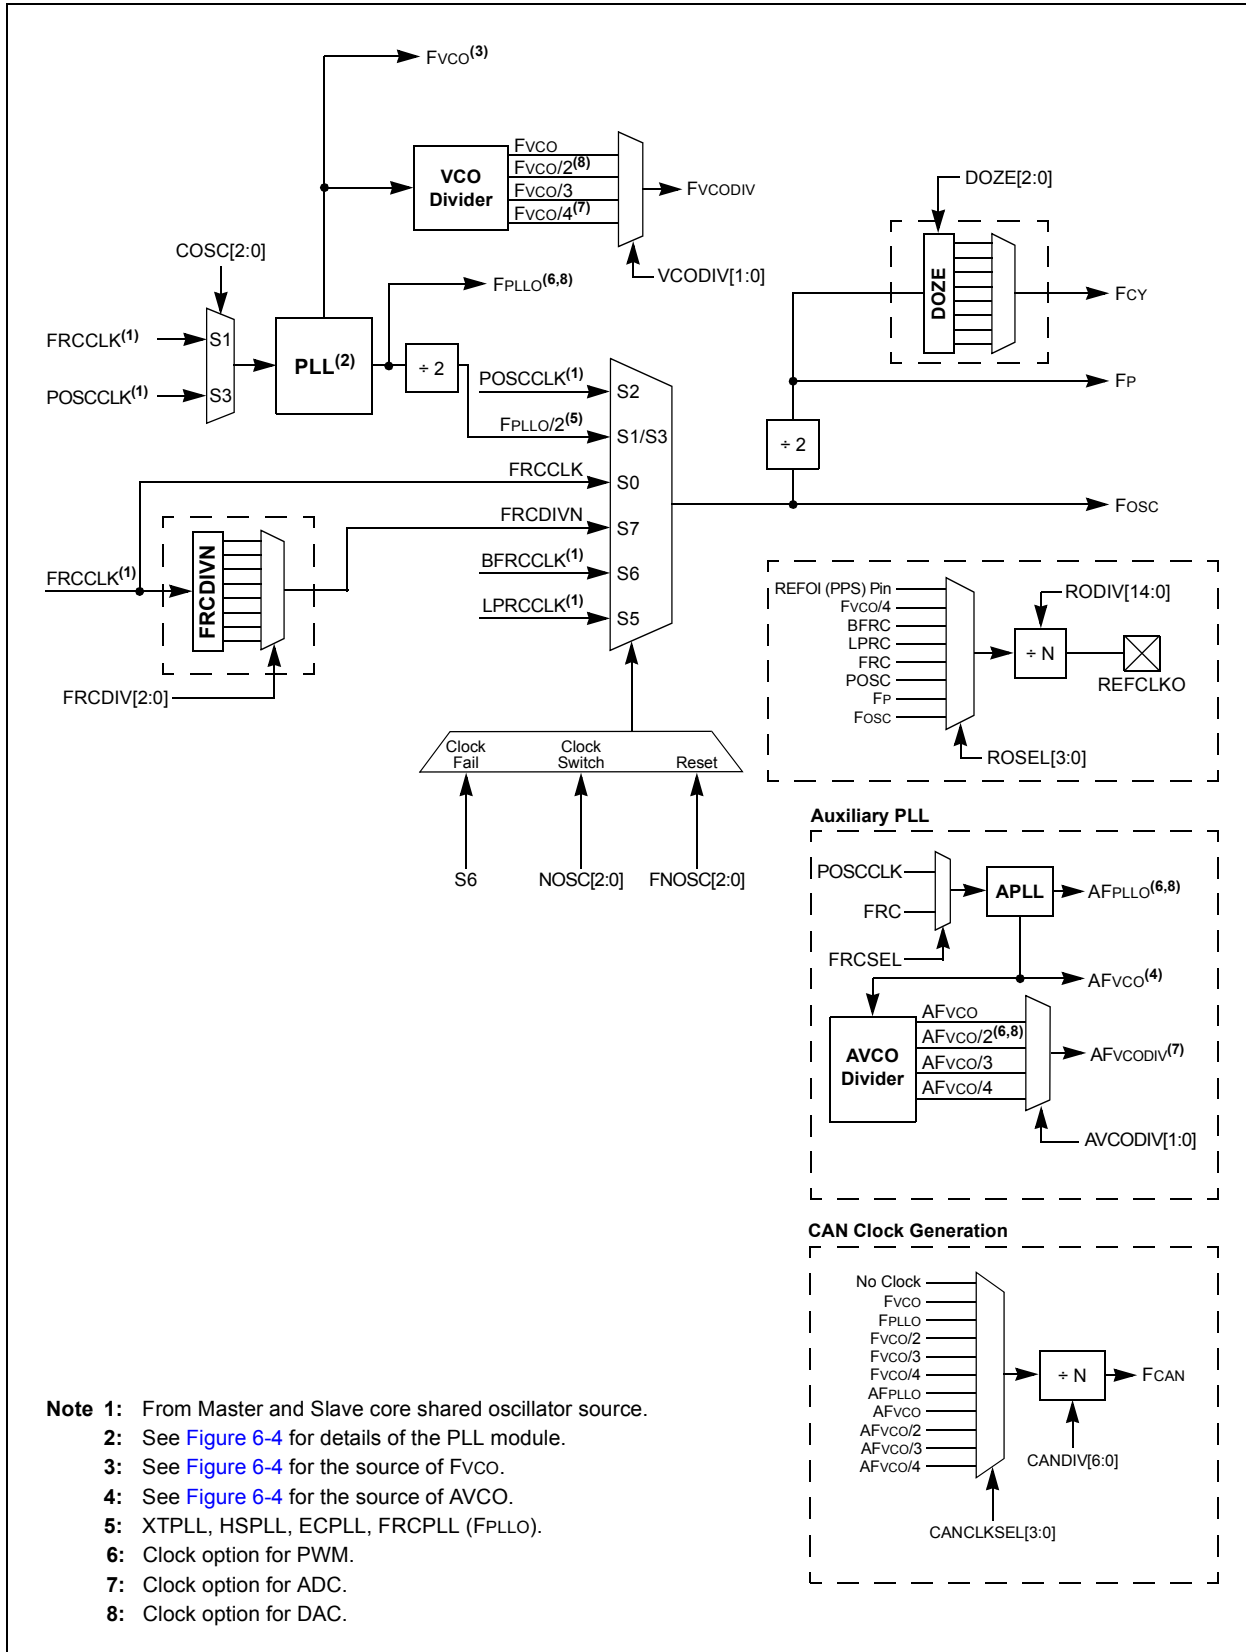 FVCO(3)
VCO
Divider
FVCO
FVCO/2(8)
FVCO/3
FVCO/4(7)
FVCODIV
VCODIV[1:0]
DOZE[2:0]
DOZE
FCY
COSC[2:0]
FPLLO(6,8)
FRCCLK(1)
S1
POSCCLK(1)
S3
PLL(2)
÷ 2
POSCCLK(1)
S2
FPLLO/2(5)
S1/S3
FRCCLK
S0
FRCDIVN
S7
BFRCCLK(1)
S6
LPRCCLK(1)
S5
FP
÷ 2
FOSC
FRCCLK(1)
FRCDIVN
FRCDIV[2:0]
Clock
Fail
Clock
Switch
Reset
S6
NOSC[2:0]
FNOSC[2:0]
REFOI (PPS) Pin
FVCO/4
BFRC
LPRC
FRC
POSC
FP
FOSC
RODIV[14:0]
÷ N
REFCLKO
ROSEL[3:0]
Auxiliary PLL
POSCCLK
FRC
FRCSEL
APLL
AFPLLO(6,8)
AFVCO(4)
AVCO
Divider
AFVCO
AFVCO/2(6,8)
AFVCO/3
AFVCO/4
AFVCODIV(7)
AVCODIV[1:0]
CAN Clock Generation
No Clock
FVCO
FPLLO
FVCO/2
FVCO/3
FVCO/4
AFPLLO
AFVCO
AFVCO/2
AFVCO/3
AFVCO/4
÷ N
FCAN
CANDIV[6:0]
CANCLKSEL[3:0]
Note 1: From Master and Slave core shared oscillator source.
2: See Figure 6-4 for details of the PLL module.
3: See Figure 6-4 for the source of FVCO.
4: See Figure 6-4 for the source of AVCO.
5: XTPLL, HSPLL, ECPLL, FRCPLL (FPLLO).
6: Clock option for PWM.
7: Clock option for ADC.
8: Clock option for DAC.